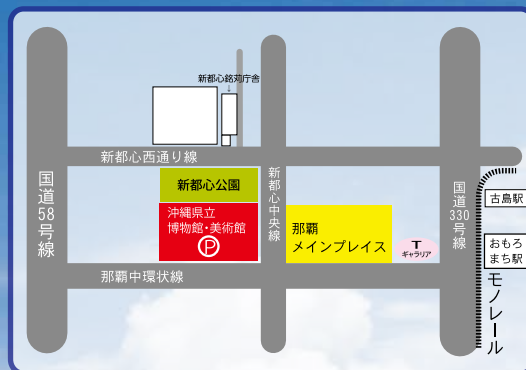 新都心銘苅庁舎
↓
新都心西通り線
国道58号線
新都心公園
沖縄県立
博物館・美術館
P
新都心中央線
那覇
メインプレイス
T
ギャラリア
国道330号線
古島駅
おもろ
まち駅
モノレール
那覇中環状線